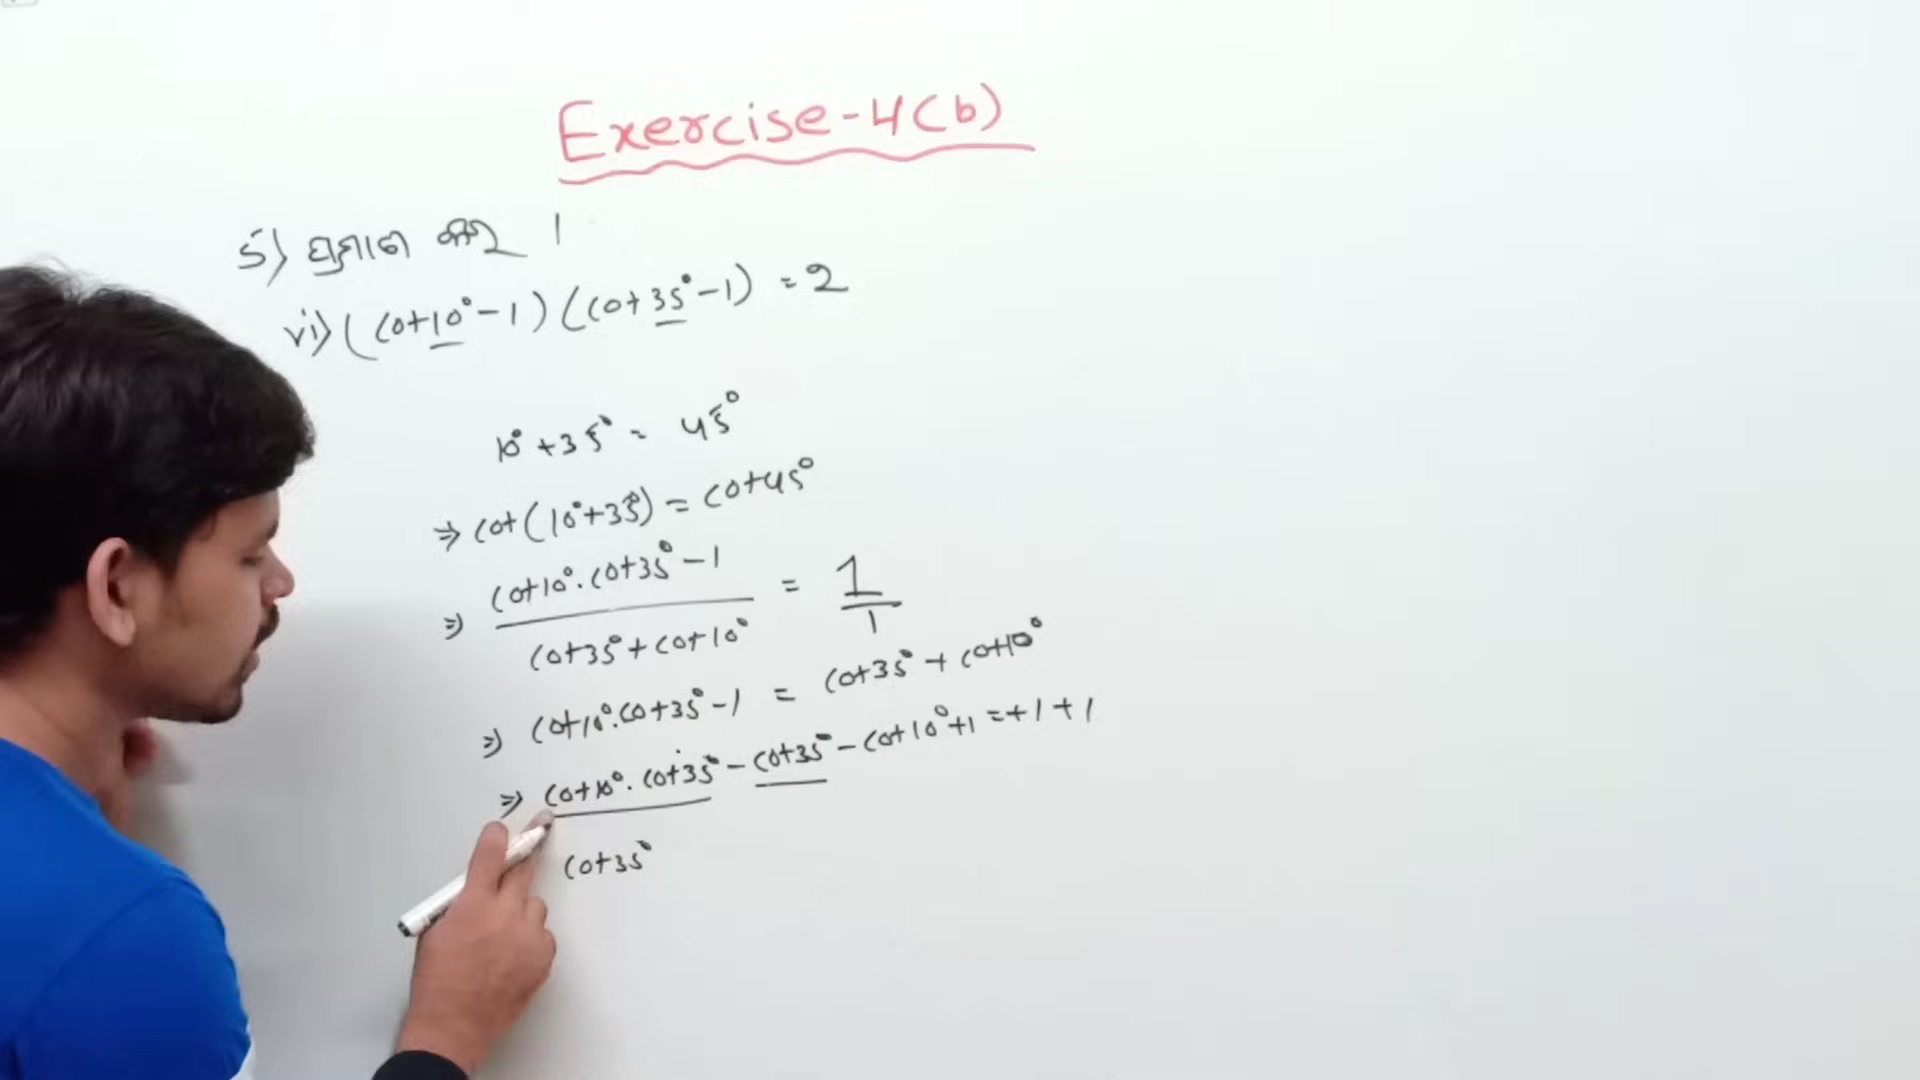 Exercise-4(b)
5) ପ୍ରମାଣ କର ।
vi) (cot10°-1) (cot35°-1) = 2
10°+35° = 45°
⇒ cot(10°+35°) = cot45°
⇒ cot10°.cot35°-1 / cot35°+cot10° = 1/1
⇒ cot10°.cot35°-1 = cot35°+cot10°
⇒ cot10°.cot35°-cot35°-cot10°+1=+1+1
cot35°